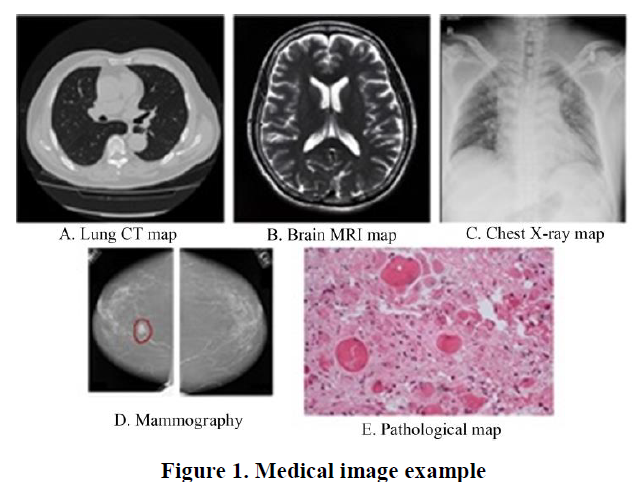 A. Lung CT map
B. Brain MRI map
C. Chest X-ray map
D. Mammography
E. Pathological map
Figure 1. Medical image example